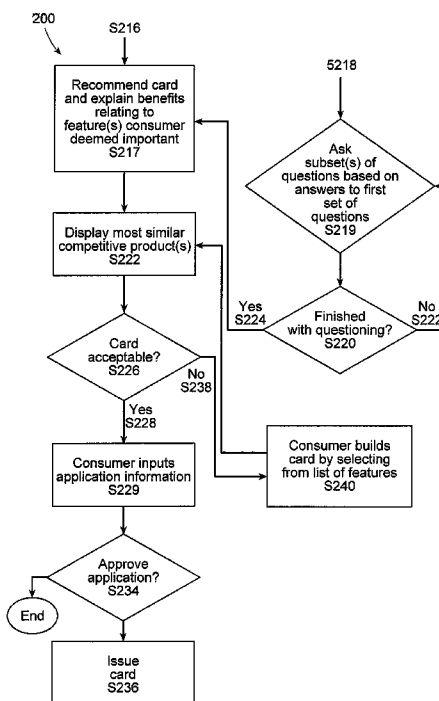 200
S216
Recommend card
and explain benefits
relating to
feature(s) consumer
deemed important
S217
5218
Ask
subset(s) of
questions based on
answers to first
set of
questions
S219
Display most similar
competitive product(s)
S222
Yes
S224
Finished
with questioning?
S220
No
S222
Card
acceptable?
S226
No
S238
Yes
S228
Consumer inputs
application information
S229
Consumer builds
card by selecting
from list of features
S240
Approve
application?
S234
End
Issue
card
S236